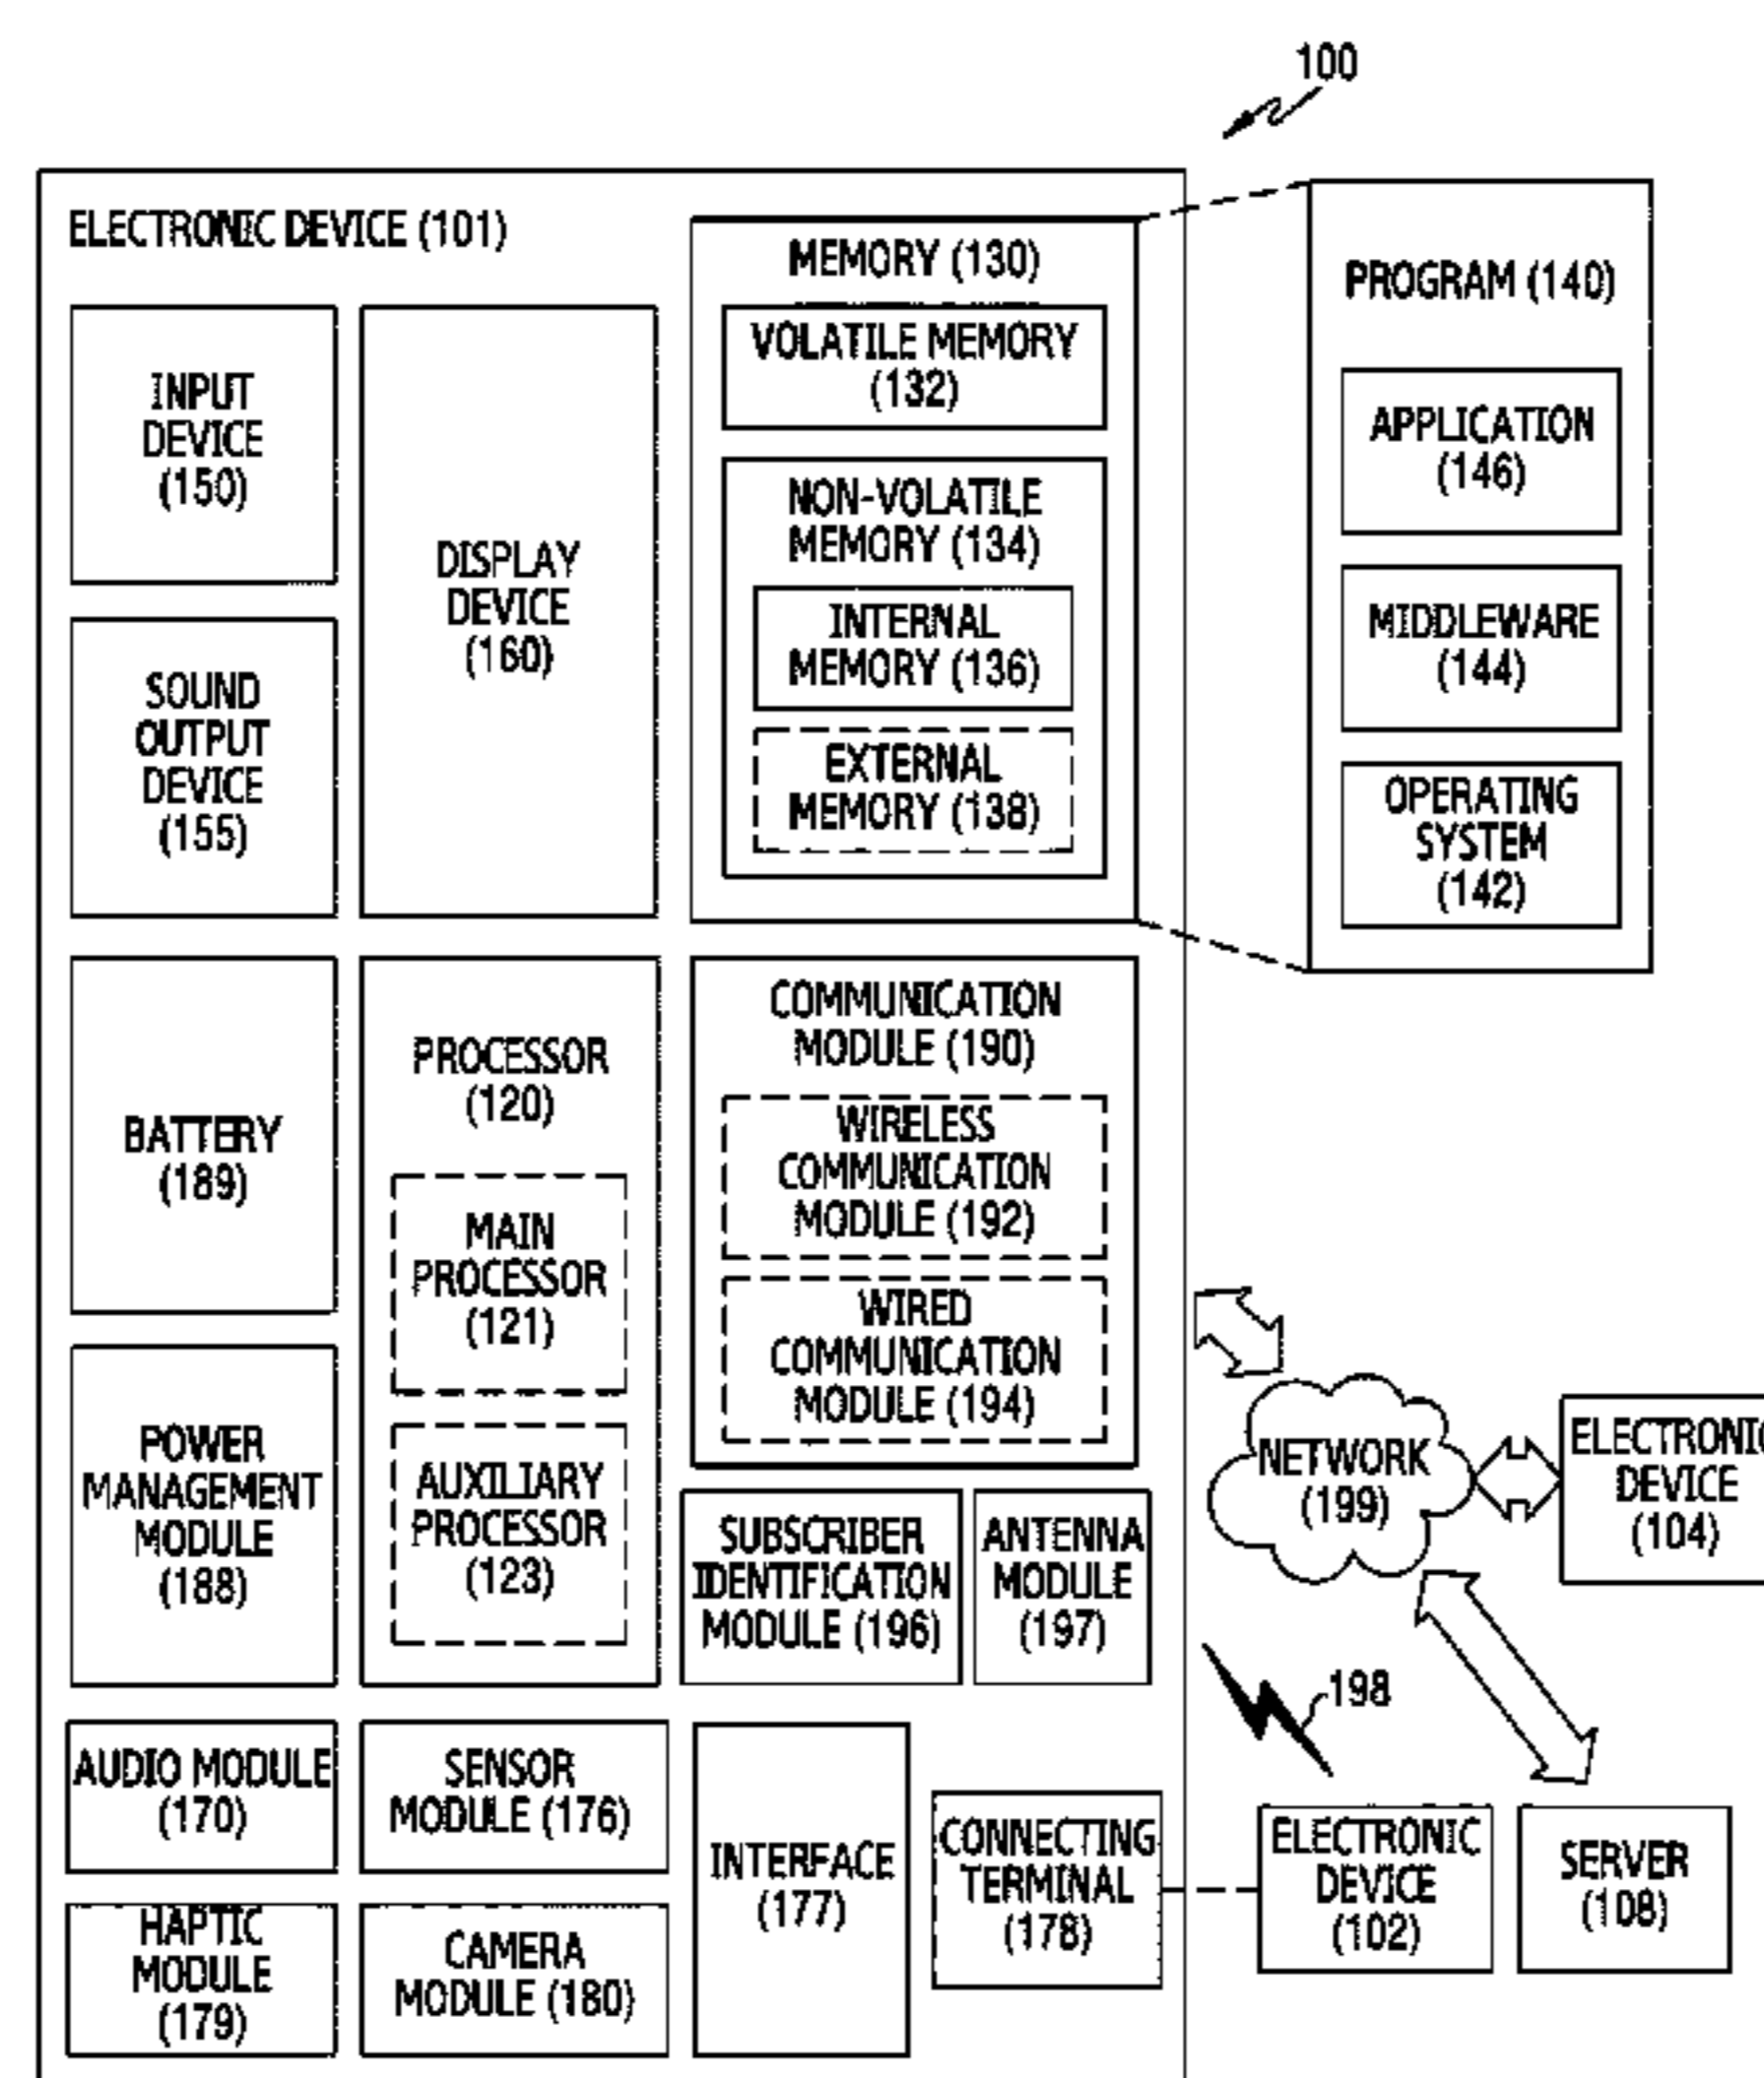 100
ELECTRONIC DEVICE (101)
INPUT
DEVICE
(150)
DISPLAY
DEVICE
(160)
SOUND
OUTPUT
DEVICE
(155)
MEMORY (130)
VOLATILE MEMORY
(132)
NON-VOLATILE
MEMORY (134)
INTERNAL
MEMORY (136)
EXTERNAL
MEMORY (138)
PROGRAM (140)
APPLICATION
(146)
MIDDLEWARE
(144)
OPERATING
SYSTEM
(142)
BATTERY
(189)
POWER
MANAGEMENT
MODULE
(188)
PROCESSOR
(120)
MAIN
PROCESSOR
(121)
AUXILIARY
PROCESSOR
(123)
COMMUNICATION
MODULE (190)
WIRELESS
COMMUNICATION
MODULE (192)
WIRED
COMMUNICATION
MODULE (194)
SUBSCRIBER
IDENTIFICATION
MODULE (196)
ANTENNA
MODULE
(197)
NETWORK
(199)
ELECTRONIC
DEVICE
(104)
198
AUDIO MODULE
(170)
SENSOR
MODULE (176)
HAPTIC
MODULE
(179)
CAMERA
MODULE (180)
INTERFACE
(177)
CONNECTING
TERMINAL
(178)
ELECTRONIC
DEVICE
(102)
SERVER
(108)